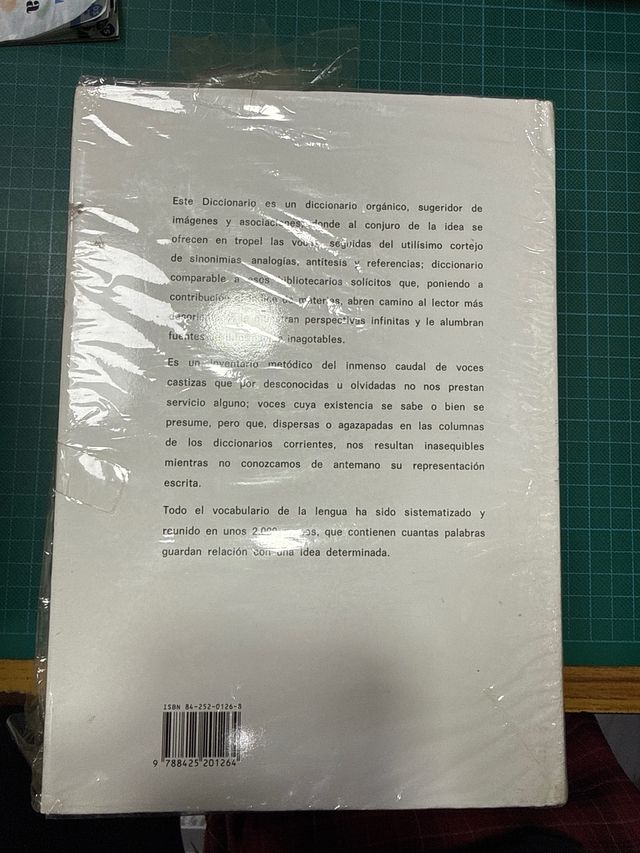 Este Diccionario es un diccionario orgánico, sugeridor de
imágenes y asociaciones, donde al conjuro de la idea se
ofrecen en tropel las voces, seguidas del utilísimo cortejo
de sinonimias, analogías, antítesis y referencias; diccionario
comparable a esos bibliotecarios solícitos que, poniendo a
contribución de materias, abren camino al lector más
perspectivas infinitas y le alumbran
fuentes inagotables.
Es un inventario metódico del inmenso caudal de voces
castizas que por desconocidas u olvidadas no nos prestan
servicio alguno; voces cuya existencia se sabe o bien se
presume, pero que, dispersas o agazapadas en las columnas
de los diccionarios corrientes, nos resultan inasequibles
mientras no conozcamos de antemano su representación
escrita.
Todo el vocabulario de la lengua ha sido sistematizado y
reunido en unos 2.000 que contienen cuantas palabras
guardan relación con una idea determinada.
ISBN 84-252-0126-8
9 788425 201264
a